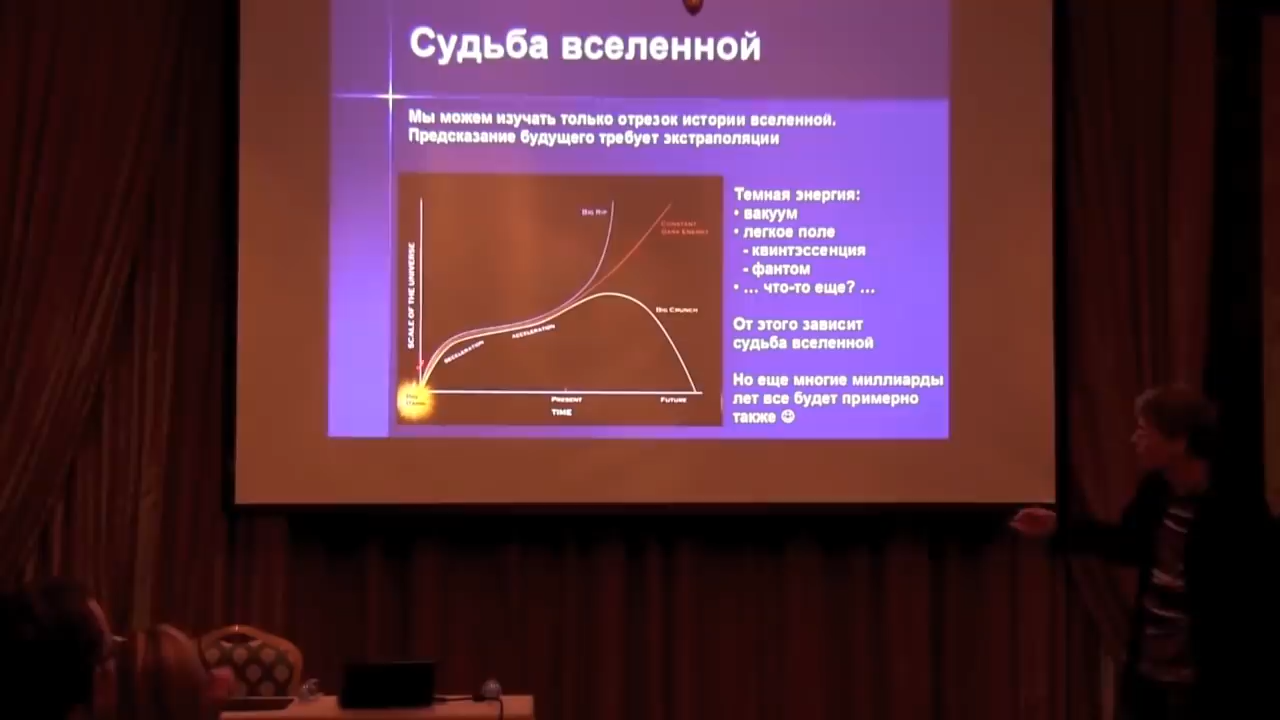 Судьба вселенной
Мы можем изучать только отрезок истории вселенной.
Предсказание будущего требует экстраполяции
SCALE OF THE UNIVERSE
BIG RIP
CONSTANT
DARK ENERGY
BIG CRUNCH
DECELERATION
ACCELERATION
BIG
BANG
PRESENT
FUTURE
TIME
Темная энергия:
• вакуум
• легкое поле
- квинтэссенция
- фантом
• ... что-то еще? ...
От этого зависит
судьба вселенной
Но еще многие миллиарды
лет все будет примерно
также ☺